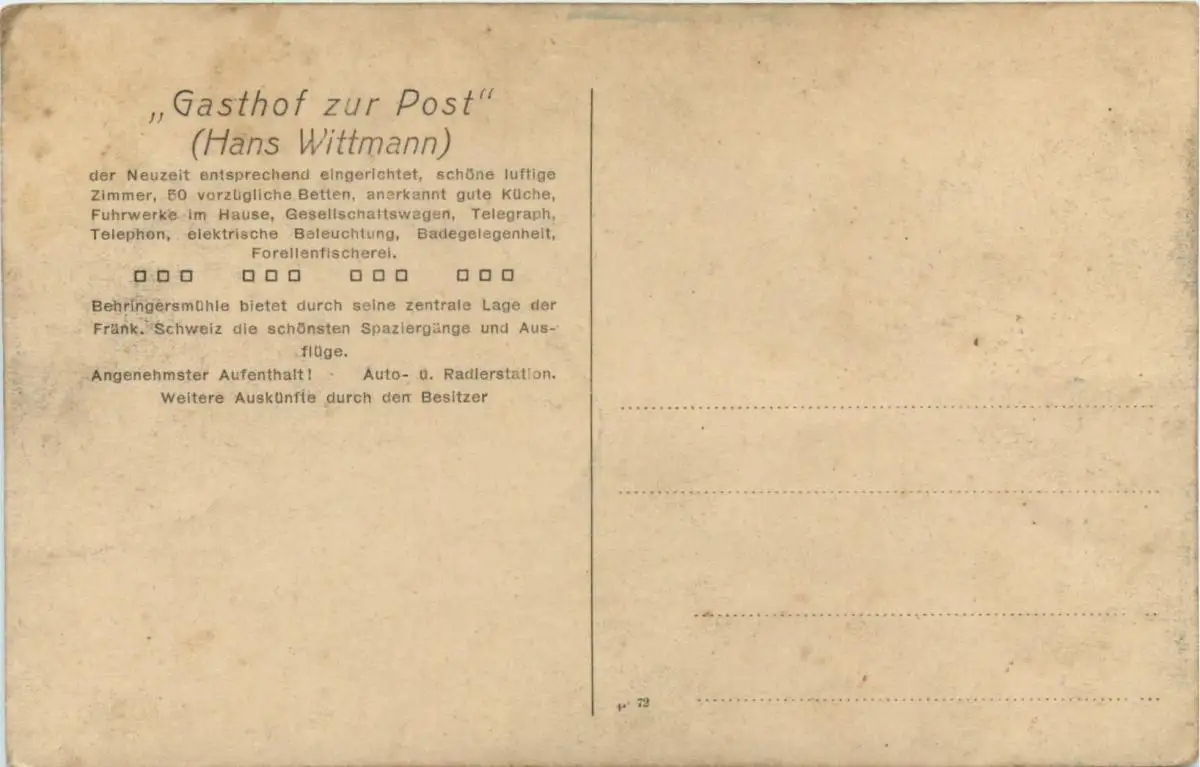 „Gasthof zur Post“
(Hans Wittmann)
der Neuzeit entsprechend eingerichtet, schöne luftige
Zimmer, 50 vorzügliche Betten, anerkannt gute Küche,
Fuhrwerke im Hause, Gesellschaftswagen, Telegraph,
Telephon, elektrische Beleuchtung, Badegelegenheit,
Forellenfischerei.
Behringersmühle bietet durch seine zentrale Lage der
Fränk. Schweiz die schönsten Spaziergänge und Aus-
flüge.
Angenehmster Aufenthalt! Auto- u. Radlerstation.
Weitere Auskünfte durch den Besitzer
72